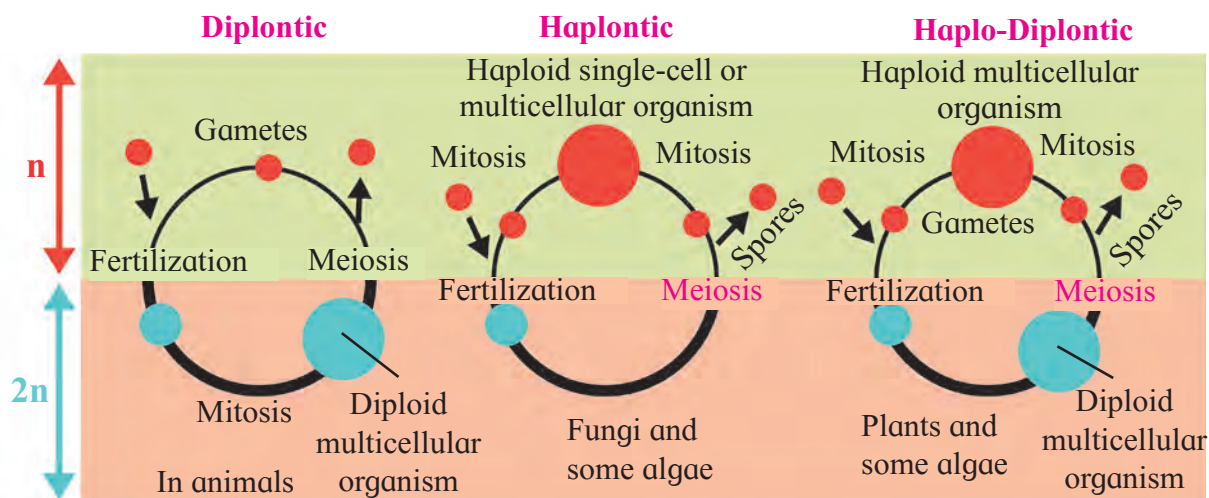 Diplontic
Haplontic
Haplo-Diplontic
n
2n
Gametes
Fertilization
Meiosis
Mitosis
Diploid
multicellular
organism
In animals
Haploid single-cell or
multicellular organism
Mitosis
Mitosis
Spores
Fertilization
Meiosis
Fungi and
some algae
Haploid multicellular
organism
Mitosis
Mitosis
Gametes
Spores
Fertilization
Meiosis
Plants and
some algae
Diploid
multicellular
organism